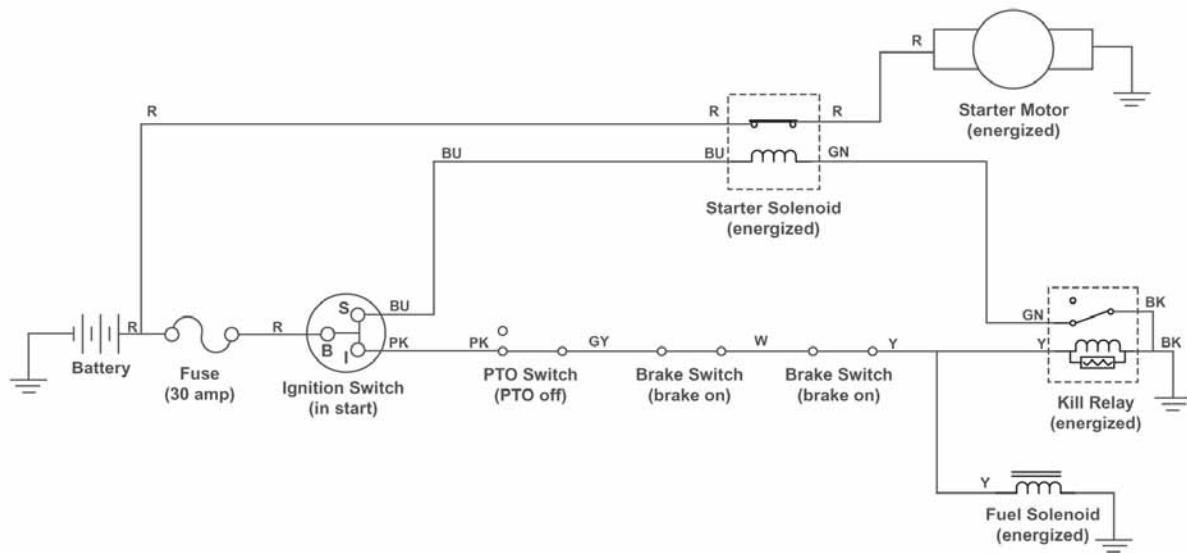 R
Starter Motor
(energized)
R
R
R
BU
BU
GN
Starter Solenoid
(energized)
R
Battery
Fuse
(30 amp)
R
S
B
I
BU
PK
Ignition Switch
(in start)
PK
PTO Switch
(PTO off)
GY
Brake Switch
(brake on)
W
Brake Switch
(brake on)
Y
GN
BK
Y
BK
Kill Relay
(energized)
Y
Fuel Solenoid
(energized)